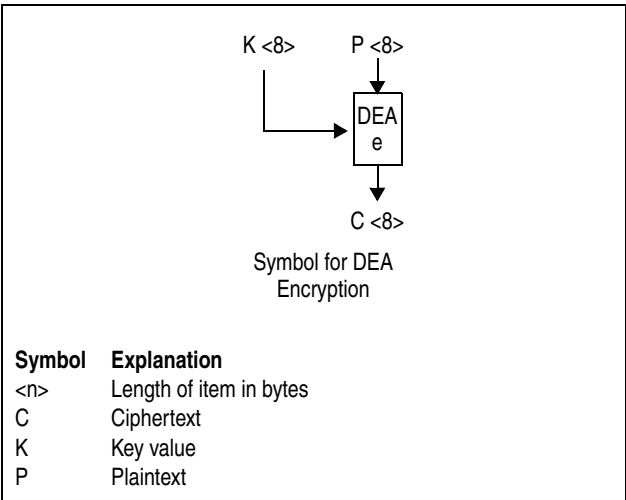 K <8> P <8>
DEA
e
C <8>
Symbol for DEA
Encryption
Symbol Explanation
<n> Length of item in bytes
C Ciphertext
K Key value
P Plaintext